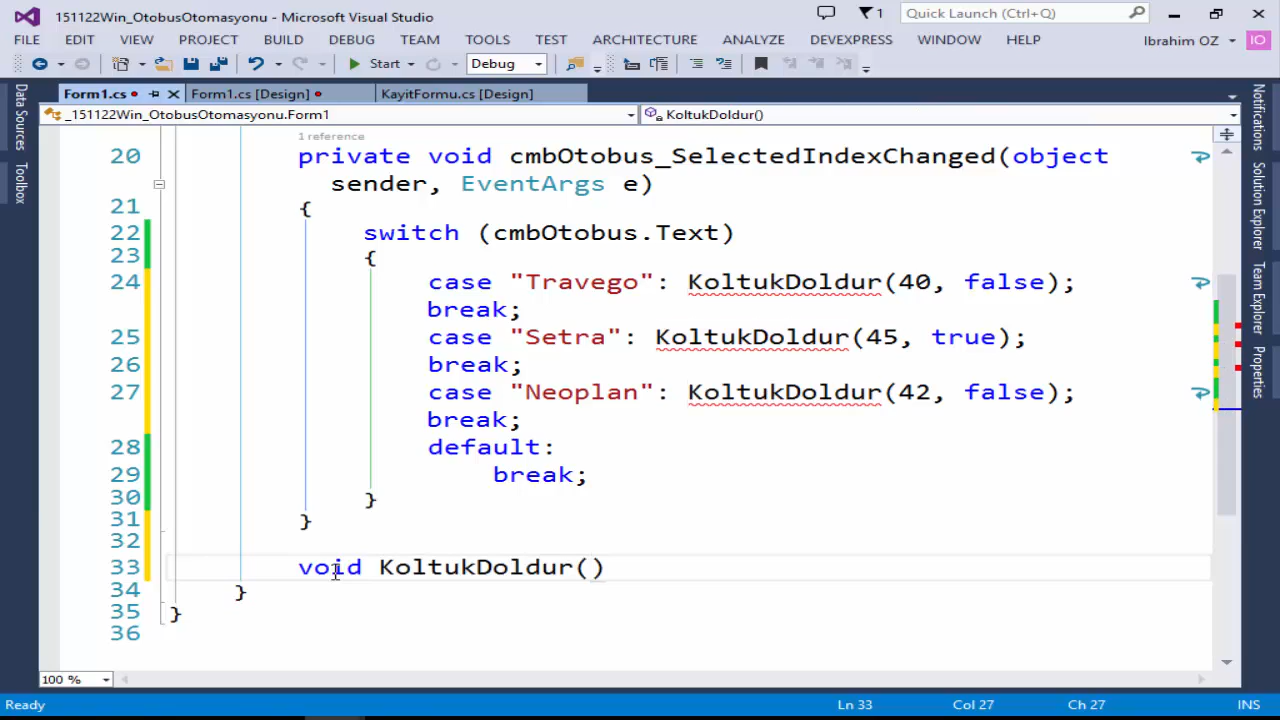 151122Win_OtobusOtomasyonu - Microsoft Visual Studio
1
Quick Launch (Ctrl+Q)
FILE EDIT VIEW PROJECT BUILD DEBUG TEAM TOOLS TEST ARCHITECTURE ANALYZE DEVEXPRESS WINDOW HELP Ibrahim OZ IO
Start Debug
Form1.cs Form1.cs [Design] KayitFormu.cs [Design]
_151122Win_OtobusOtomasyonu.Form1 KoltukDoldur()
Data Sources
Toolbox
1 reference
20 private void cmbOtobus_SelectedIndexChanged(object
sender, EventArgs e)
21 {
22 switch (cmbOtobus.Text)
23 {
24 case "Travego": KoltukDoldur(40, false);
break;
25 case "Setra": KoltukDoldur(45, true);
26 break;
27 case "Neoplan": KoltukDoldur(42, false);
break;
28 default:
29 break;
30 }
31 }
32
33 void KoltukDoldur()
34 }
35 }
36
Notifications
Solution Explorer
Team Explorer
Properties
100 %
Ready Ln 33 Col 27 Ch 27 INS